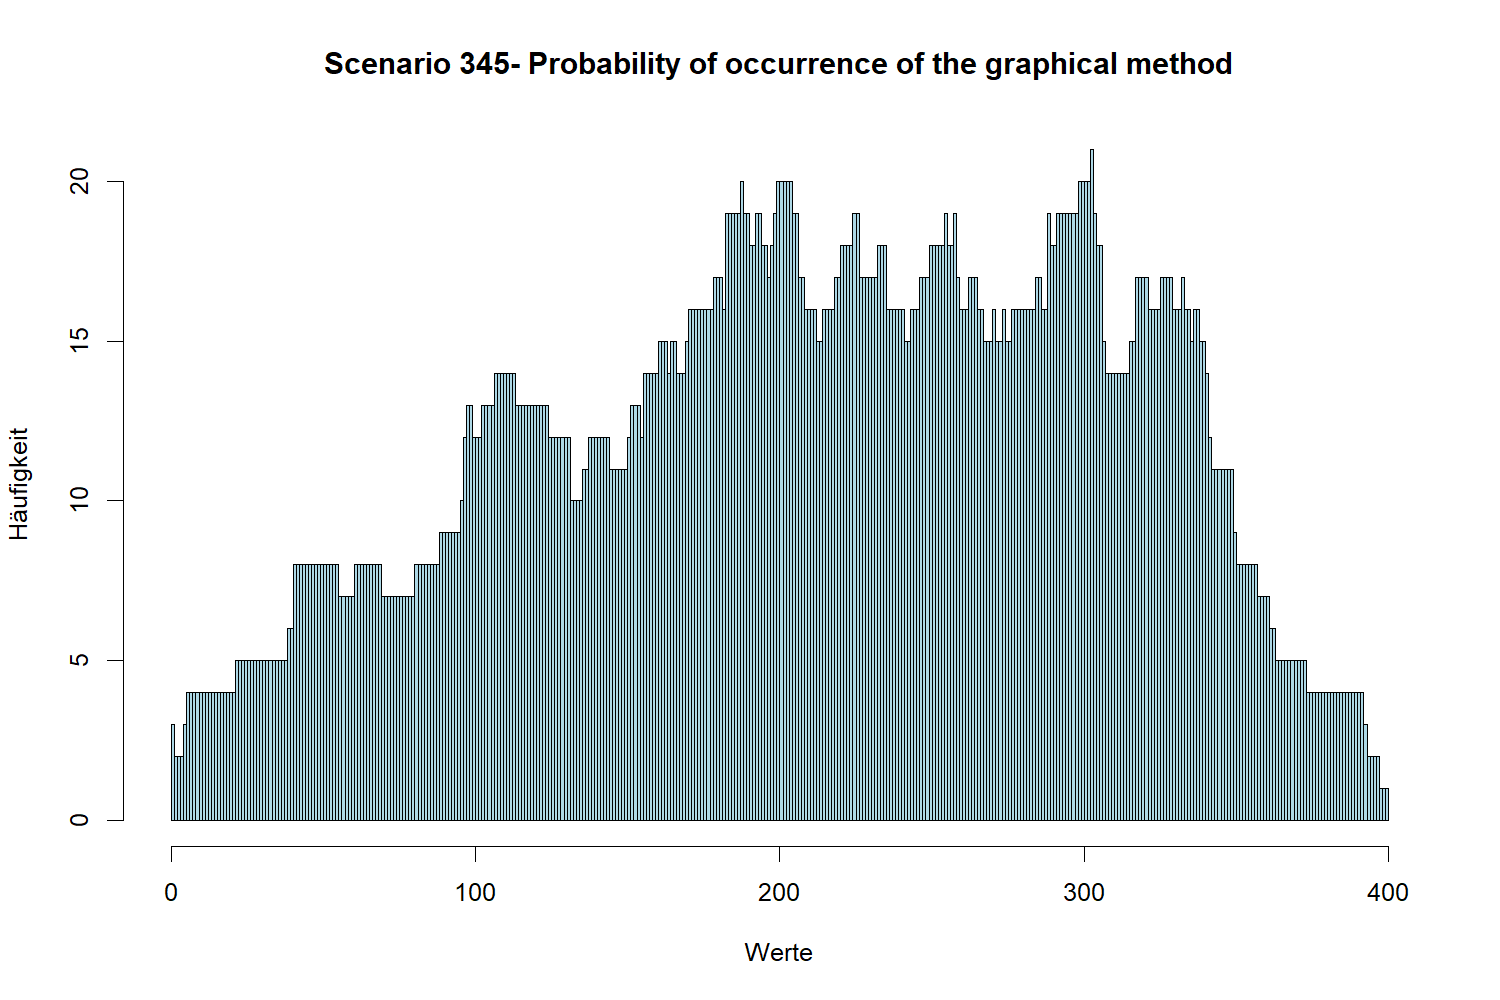 Scenario 345- Probability of occurrence of the graphical method
20
15
10
5
0
Häufigkeit
0 100 200 300 400
Werte